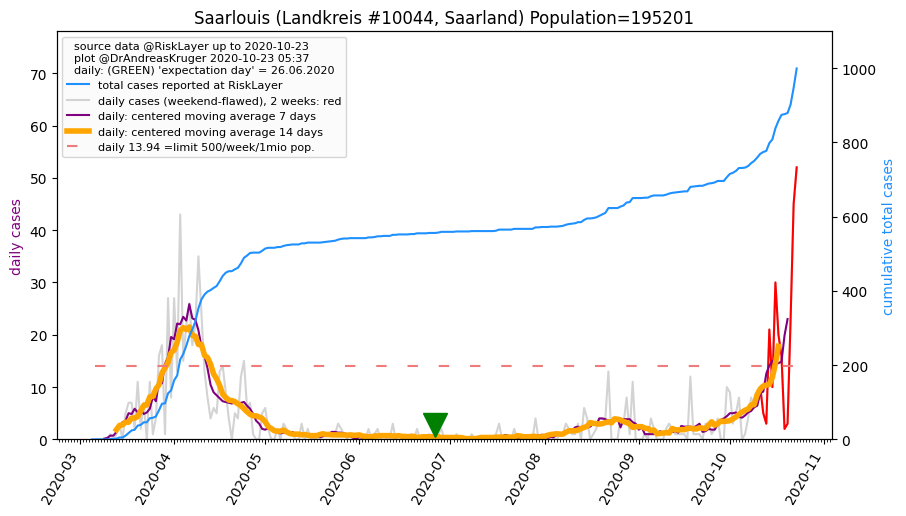 Saarlouis (Landkreis #10044, Saarland) Population=195201
source data @RiskLayer up to 2020-10-23
plot @DrAndreasKruger 2020-10-23 05:37
daily: (GREEN) 'expectation day' = 26.06.2020
total cases reported at RiskLayer
daily cases (weekend-flawed), 2 weeks: red
daily: centered moving average 7 days
daily: centered moving average 14 days
daily 13.94 =limit 500/week/1mio pop.
daily cases
70
60
50
40
30
20
10
0
cumulative total cases
1000
800
600
400
200
0
2020-03
2020-04
2020-05
2020-06
2020-07
2020-08
2020-09
2020-10
2020-11